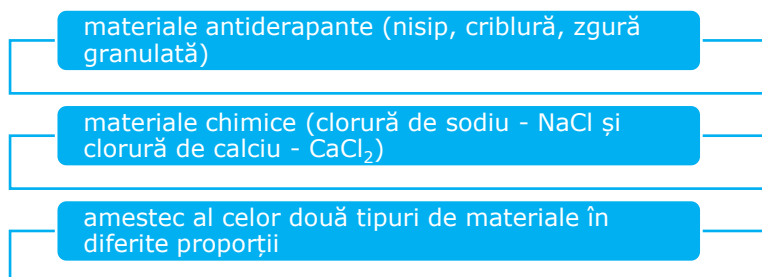 materiale antiderapante (nisip, criblură, zgură
granulată)
materiale chimice (clorură de sodiu - NaCl și
clorură de calciu - CaCl₂)
amestec al celor două tipuri de materiale în
diferite proporții